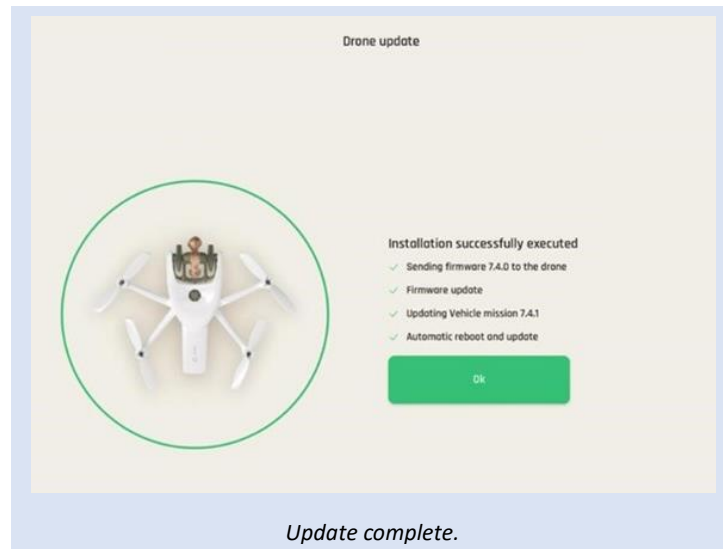 Drone update
Installation successfully executed
Sending firmware 7.4.0 to the drone
Firmware update
Updating Vehicle mission 7.4.1
Automatic reboot and update
Ok
Update complete.